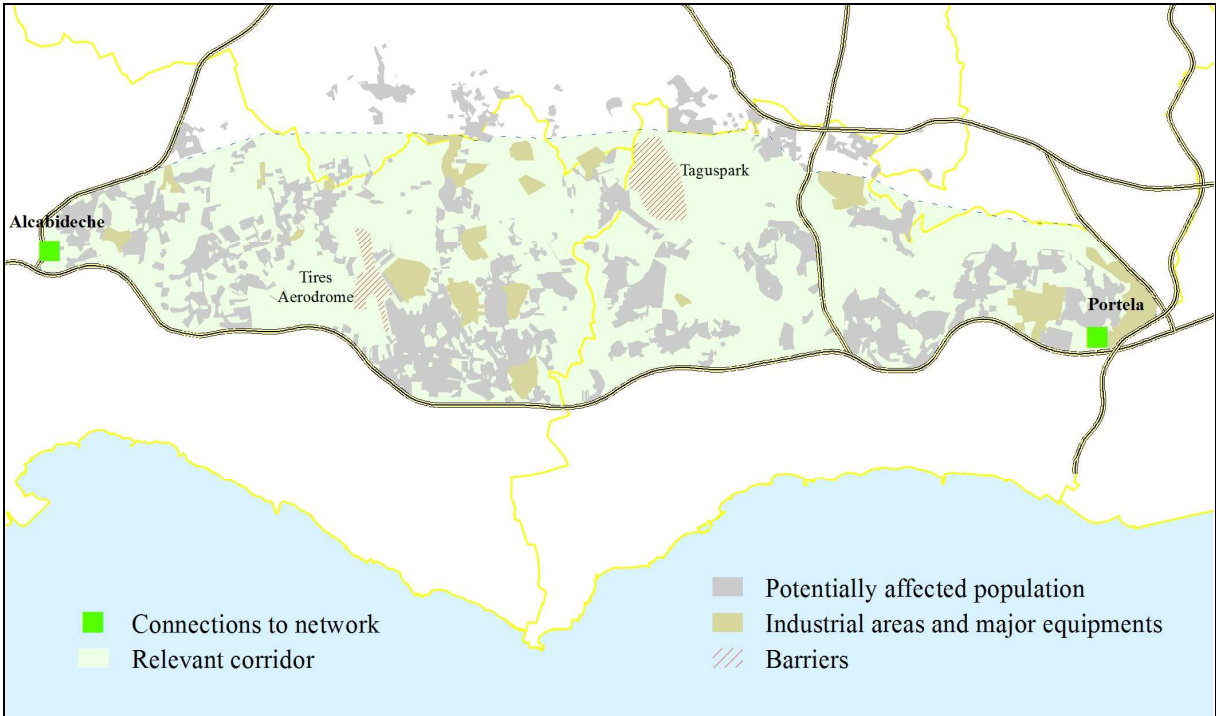 Taguspark
Alcabideche
Tires
Aerodrome
Portela
Connections to network
Relevant corridor
Potentially affected population
Industrial areas and major equipments
Barriers